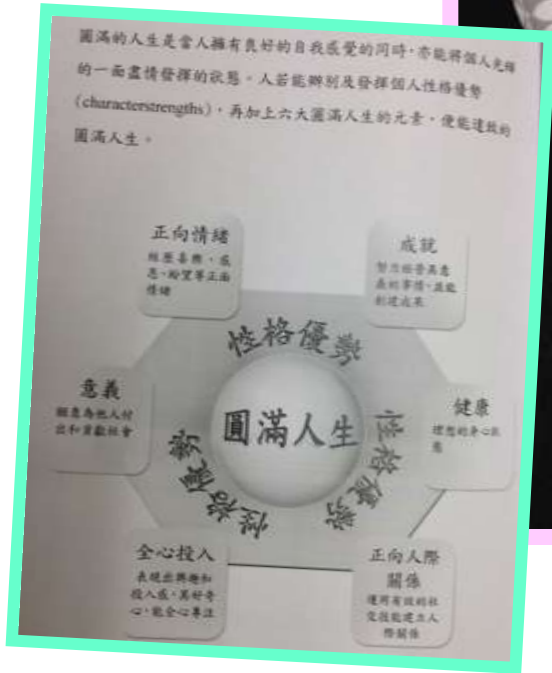 圓滿的人生是當人擁有良好的自我感覺的同時,亦能將個人光輝
的一面盡情發揮的狀態。人若能辨別及發揮個人性格優勢
(characterstrengths),再加上六大圓滿人生的元素,便能達致的
圓滿人生。
正向情緒
經歷喜樂、感
恩、盼望等正面
情緒
成就
努力經營具意
義的事情,並能
創建成果
性格優勢
意義
願意為他人付
出和貢獻社會
圓滿人生
健康
理想的身心狀
態
性格優勢
性格優勢
全心投入
表現出興趣和
投入感,具好奇
心,能全心專注
正向人際
關係
運用有效的社
交技能建立人
際關係